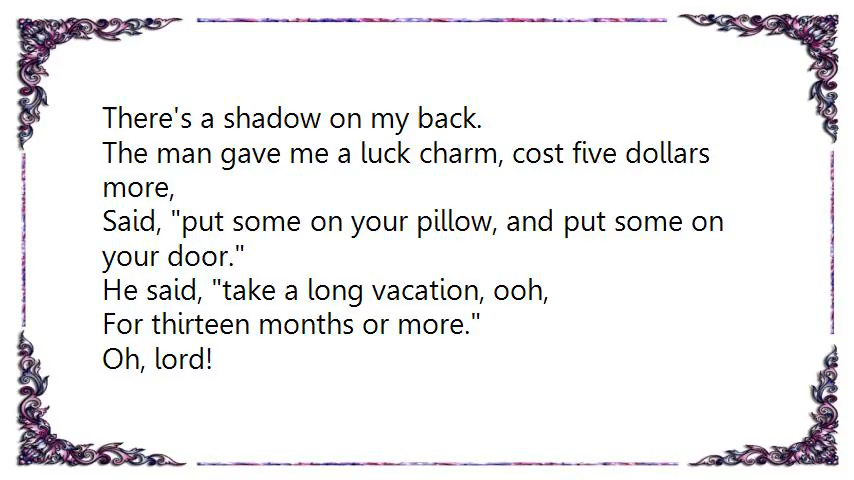 There's a shadow on my back.
The man gave me a luck charm, cost five dollars
more,
Said, "put some on your pillow, and put some on
your door."
He said, "take a long vacation, ooh,
For thirteen months or more."
Oh, lord!